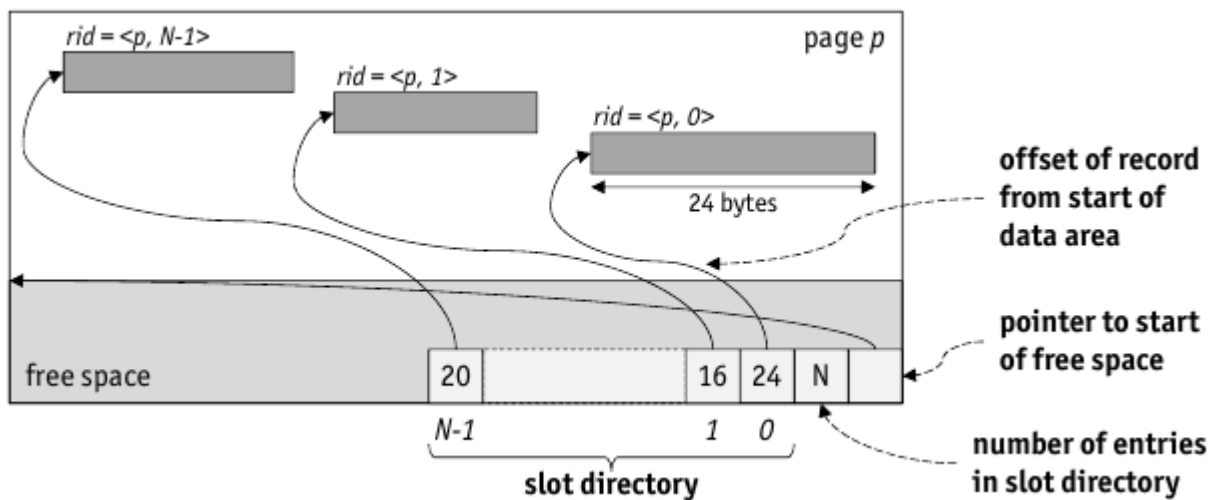 rid = <p, N-1>
page p
rid = <p, 1>
rid = <p, 0>
24 bytes
offset of record
from start of
data area
pointer to start
of free space
free space
20
16
24
N
N-1
1
0
slot directory
number of entries
in slot directory